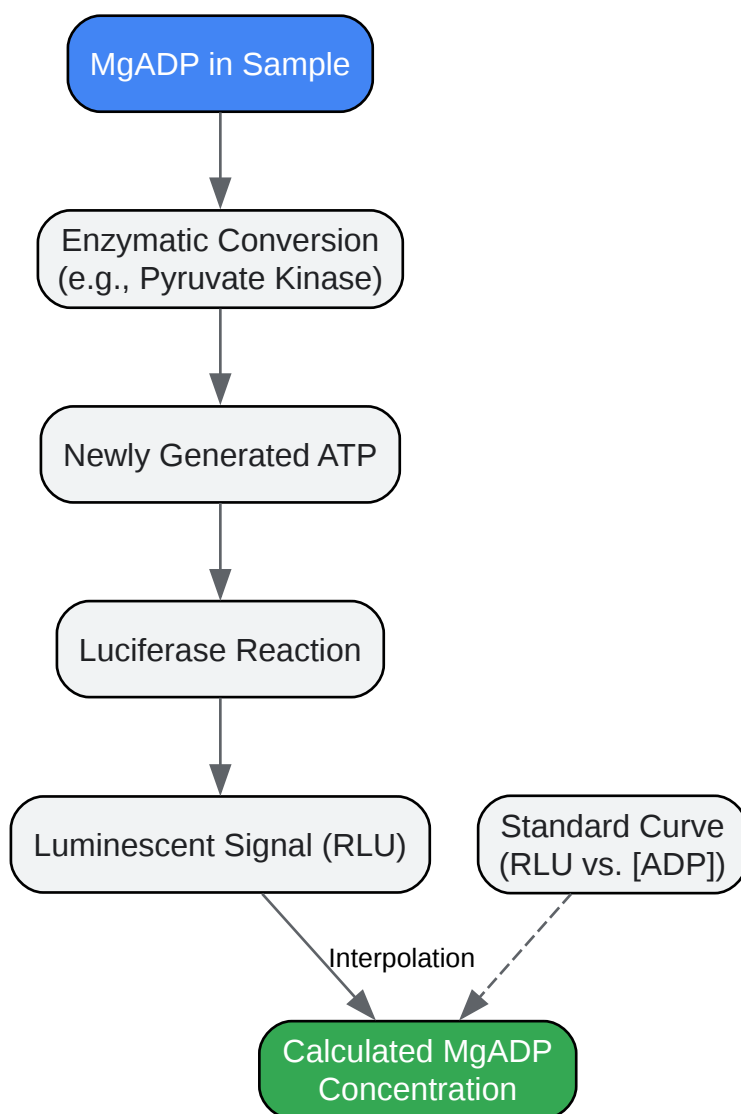 MgADP in Sample
Enzymatic Conversion
(e.g., Pyruvate Kinase)
Newly Generated ATP
Luciferase Reaction
Luminescent Signal (RLU)
Standard Curve
(RLU vs. [ADP])
Interpolation
Calculated MgADP
Concentration